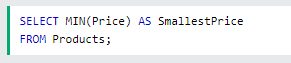 SELECT MIN(Price) AS SmallestPrice
FROM Products;